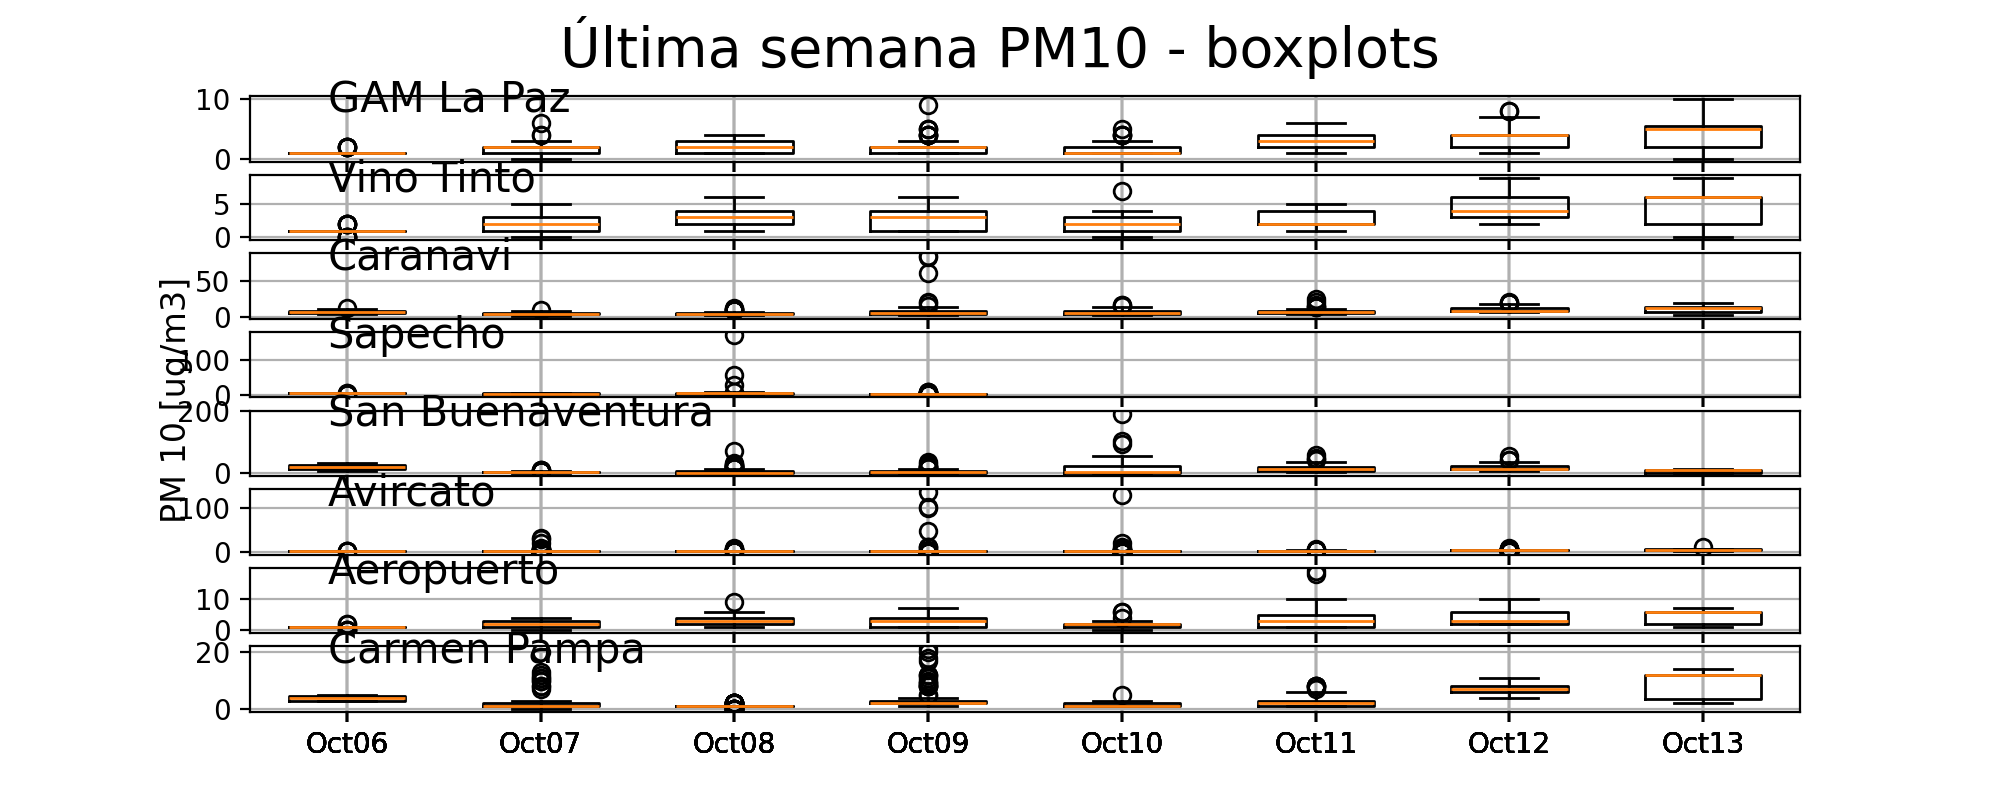 Última semana PM10 - boxplots
PM 10 [ug/m3]
GAM La Paz
10
0
Vino Tinto
5
0
Caranavi
50
0
Sapecho
100
0
San Buenaventura
200
0
Avircato
100
0
Aeropuerto
10
0
Carmen Pampa
20
0
Oct06 Oct07 Oct08 Oct09 Oct10 Oct11 Oct12 Oct13